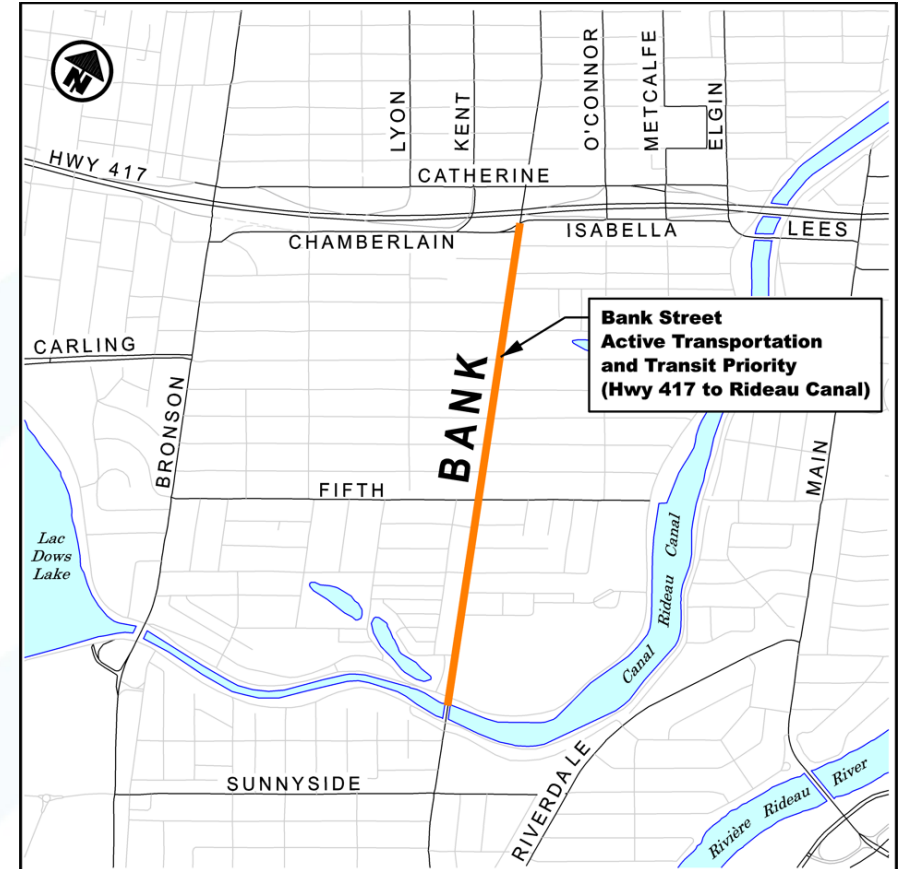 N
LYON
KENT
O'CONNOR
METCALFE
ELGIN
HWY 417
CATHERINE
CHAMBERLAIN
ISABELLA
LEES
Bank Street
Active Transportation
and Transit Priority
(Hwy 417 to Rideau Canal)
CARLING
BRONSON
BANK
MAIN
FIFTH
Lac
Dows
Lake
Canal Rideau Canal
SUNNYSIDE
RIVERDALE
Rivière Rideau River